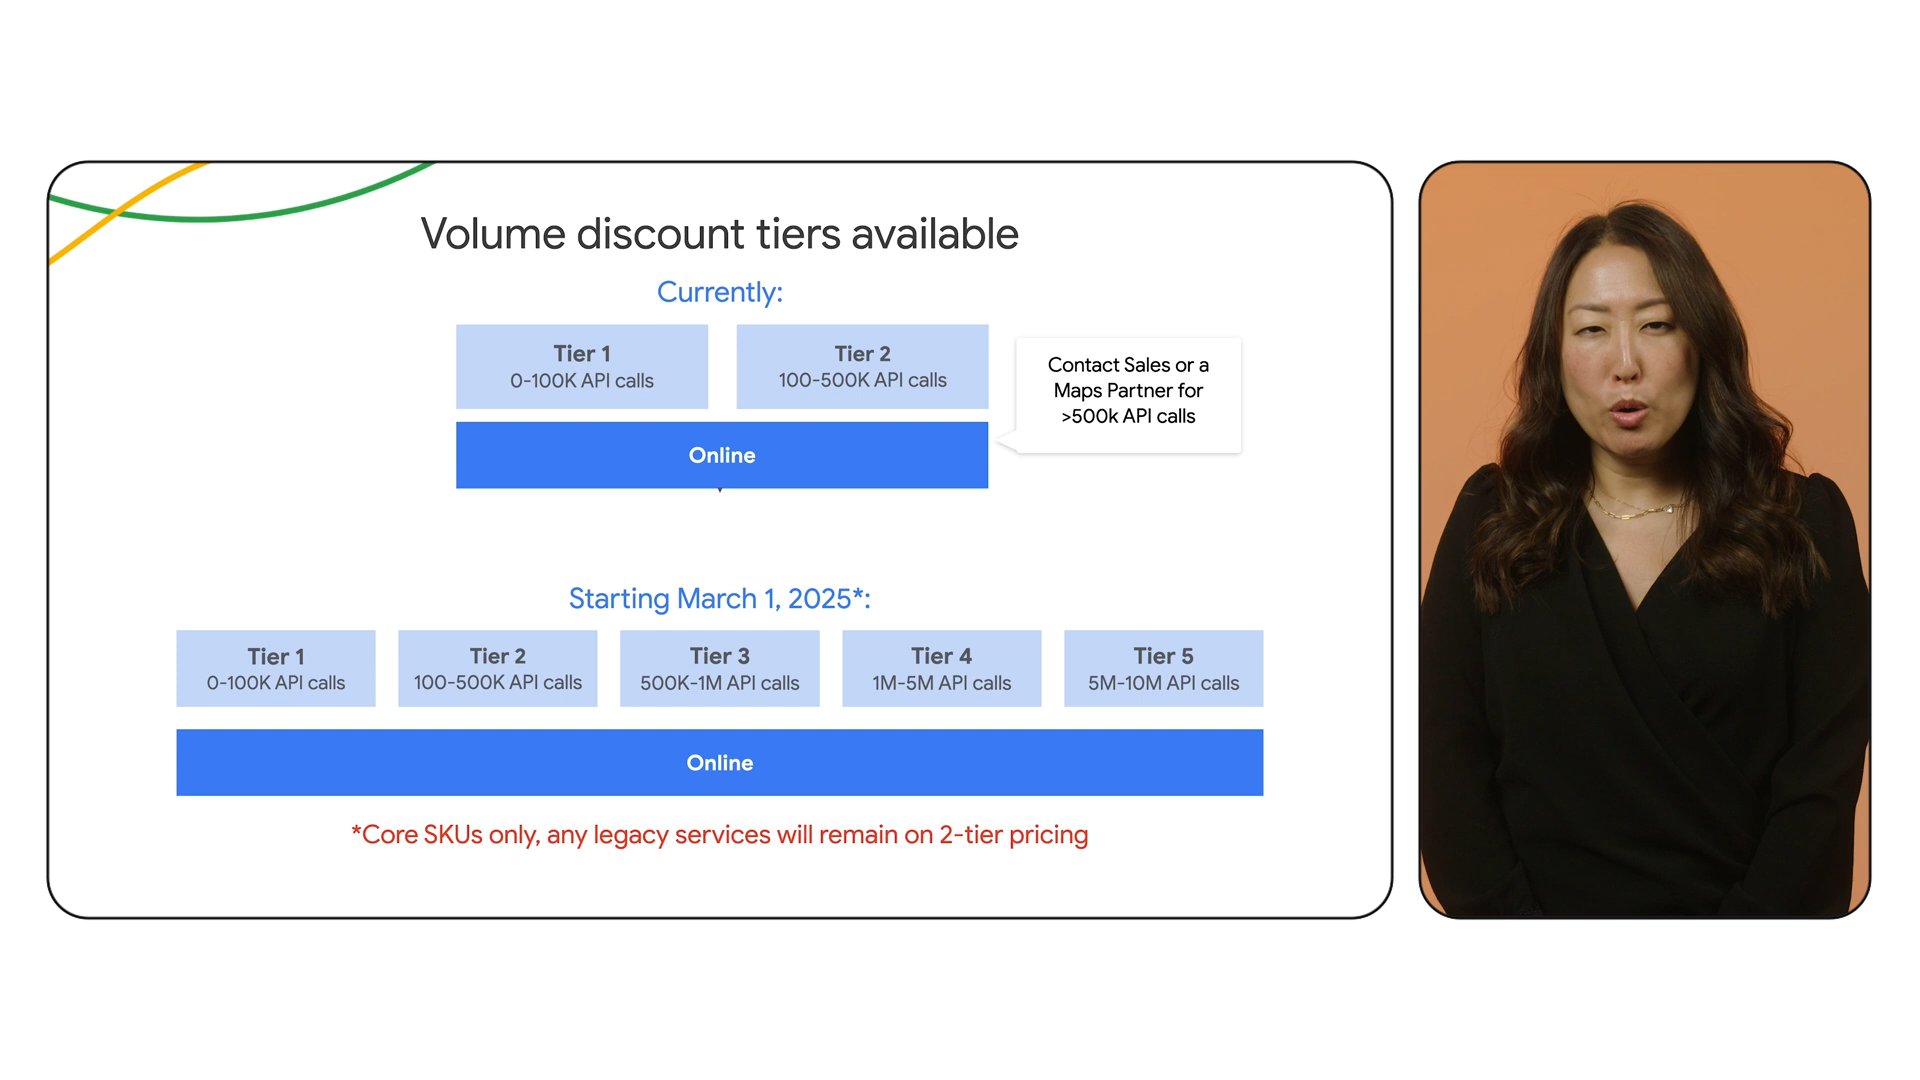 Volume discount tiers available
Currently:
Tier 1
0-100K API calls
Tier 2
100-500K API calls
Contact Sales or a
Maps Partner for
>500k API calls
Online
Starting March 1, 2025*:
Tier 1
0-100K API calls
Tier 2
100-500K API calls
Tier 3
500K-1M API calls
Tier 4
1M-5M API calls
Tier 5
5M-10M API calls
Online
*Core SKUs only, any legacy services will remain on 2-tier pricing